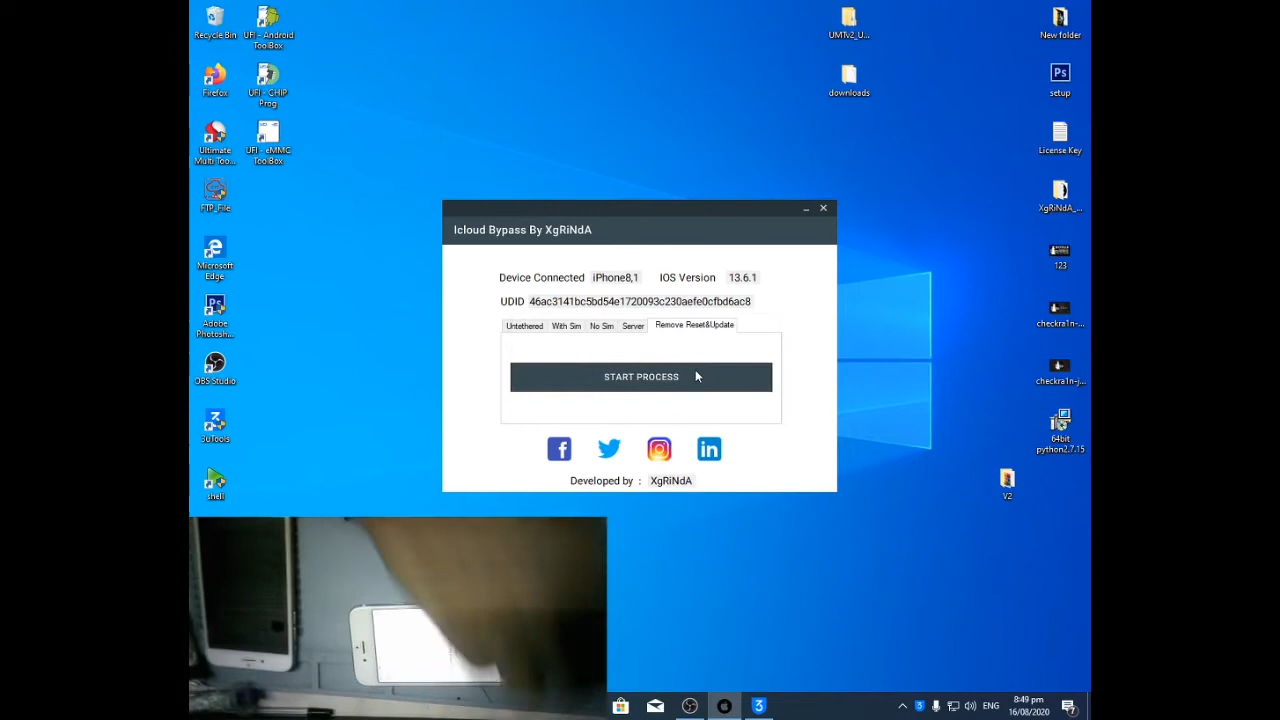 Recycle Bin
UFI - Android
ToolBox
Firefox
UFI - CHIP
Prog
Ultimate
Multi Too...
UFI - eMMC
ToolBox
FTP_File
Microsoft
Edge
Adobe
Photosh...
OBS Studio
3uTools
shell
UMTv2_U...
downloads
New folder
Ps
setup
License Key
XgRiNdA_...
123
checkra1n-...
checkra1n-j...
64bit
python2.7.15
V2
Icloud Bypass By XgRiNdA
Device Connected iPhone8,1 IOS Version 13.6.1
UDID 46ac3141bc5bd54e1720093c230aefe0cfbd6ac8
Untethered With Sim No Sim Server Remove Reset&Update
START PROCESS
Developed by : XgRiNdA
ENG
8:49 pm
16/08/2020